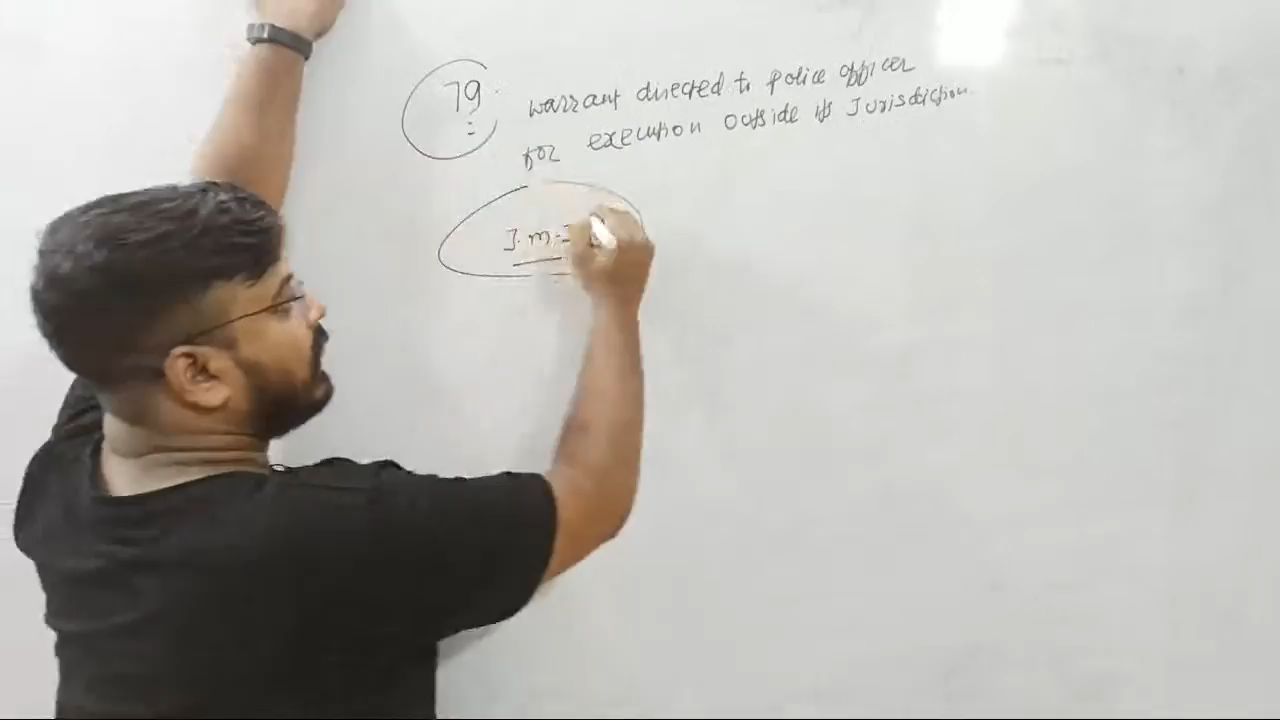 79.
warrant directed to police officer
for execution outside its Jurisdiction.
J.m.